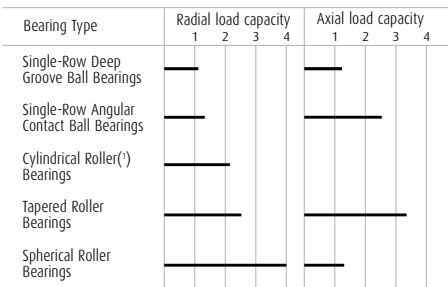 Bearing Type
Radial load capacity
Axial load capacity
1 2 3 4
1 2 3 4
Single-Row Deep
Groove Ball Bearings
Single-Row Angular
Contact Ball Bearings
Cylindrical Roller(¹)
Bearings
Tapered Roller
Bearings
Spherical Roller
Bearings